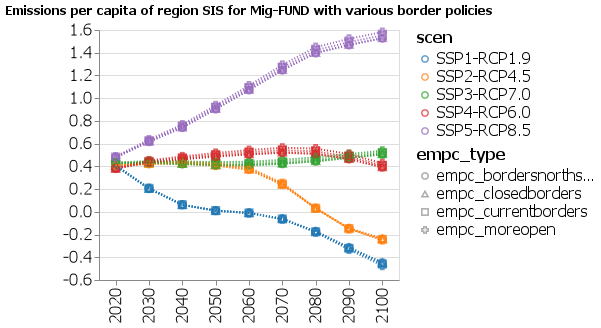 Emissions per capita of region SIS for Mig-FUND with various border policies
1.6
1.4
1.2
1.0
0.8
0.6
0.4
0.2
0.0
-0.2
-0.4
-0.6
2020
2030
2040
2050
2060
2070
2080
2090
2100
scen
SSP1-RCP1.9
SSP2-RCP4.5
SSP3-RCP7.0
SSP4-RCP6.0
SSP5-RCP8.5
empc_type
empc_bordersnorths...
empc_closedborders
empc_currentborders
empc_moreopen